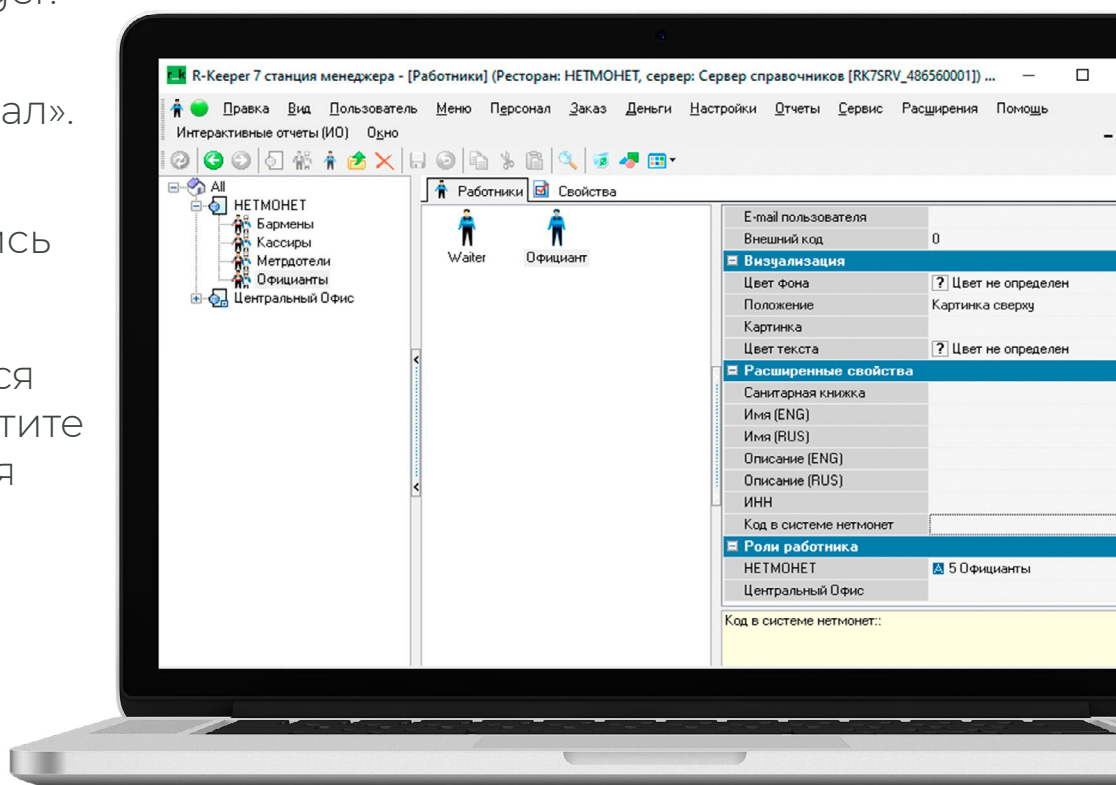 ал».
ись
ся
тите
я
R-Keeper 7 станция менеджера - [Работники] (Ресторан: НЕТМОНЕТ, сервер: Сервер справочников [RK7SRV_486560001]) ...
Правка Вид Пользователь Меню Персонал Заказ Деньги Настройки Отчеты Сервис Расширения Помощь
Интерактивные отчеты (ИО) Окно
All
НЕТМОНЕТ
Бармены
Кассиры
Метрдотели
Официанты
Центральный Офис
Работники Свойства
Waiter Официант
E-mail пользователя
Внешний код 0
Визуализация
Цвет фона ? Цвет не определен
Положение Картинка сверху
Картинка
Цвет текста ? Цвет не определен
Расширенные свойства
Санитарная книжка
Имя (ENG)
Имя (RUS)
Описание (ENG)
Описание (RUS)
ИНН
Код в системе нетмонет
Роли работника
НЕТМОНЕТ A 5 Официанты
Центральный Офис
Код в системе нетмонет::